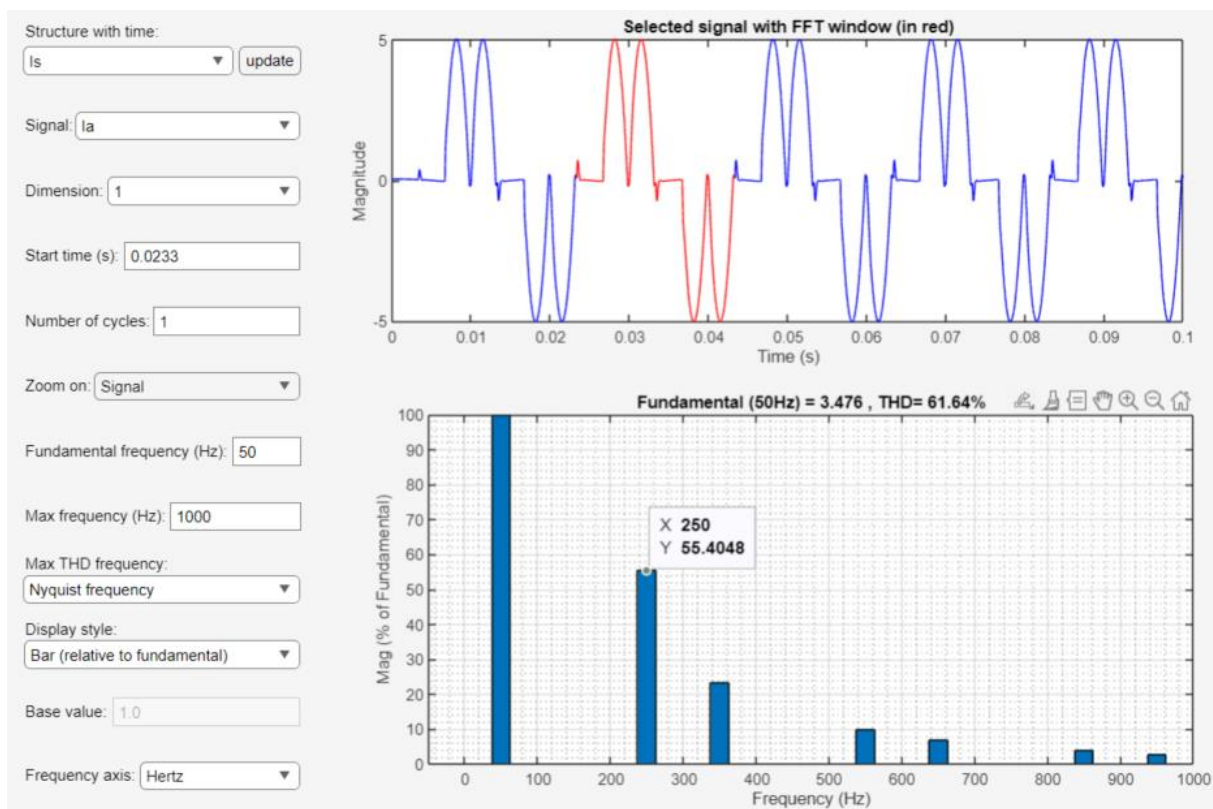 Structure with time:
Is update
Signal: Ia
Dimension: 1
Start time (s): 0.0233
Number of cycles: 1
Zoom on: Signal
Fundamental frequency (Hz): 50
Max frequency (Hz): 1000
Max THD frequency:
Nyquist frequency
Display style:
Bar (relative to fundamental)
Base value: 1.0
Frequency axis: Hertz
Selected signal with FFT window (in red)
5
0
-5
Magnitude
0 0.01 0.02 0.03 0.04 0.05 0.06 0.07 0.08 0.09 0.1
Time (s)
Fundamental (50Hz) = 3.476 , THD= 61.64%
100
90
80
70
60
50
40
30
20
10
0
Mag (% of Fundamental)
X 250
Y 55.4048
0 100 200 300 400 500 600 700 800 900 1000
Frequency (Hz)